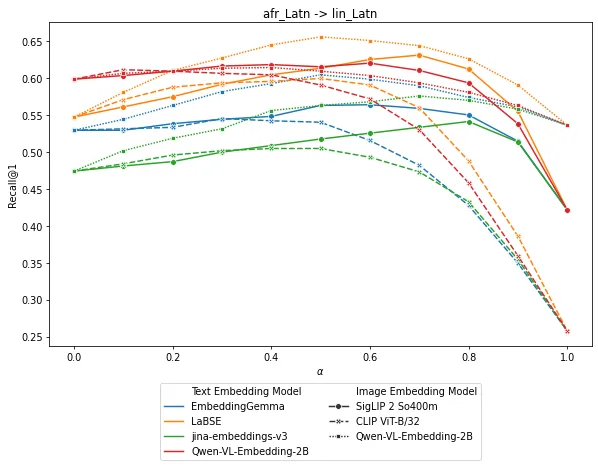 afr_Latn -> lin_Latn
Recall@1
0.65
0.60
0.55
0.50
0.45
0.40
0.35
0.30
0.25
0.0 0.2 0.4 0.6 0.8 1.0
α
Text Embedding Model Image Embedding Model
EmbeddingGemma SigLIP 2 So400m
LaBSE CLIP ViT-B/32
jina-embeddings-v3 Qwen-VL-Embedding-2B
Qwen-VL-Embedding-2B